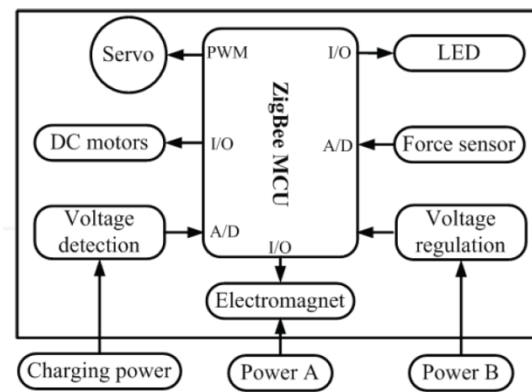 Servo
PWM
I/O
LED
ZigBee MCU
DC motors
I/O
A/D
Force sensor
Voltage
detection
A/D
Voltage
regulation
I/O
Electromagnet
Charging power
Power A
Power B